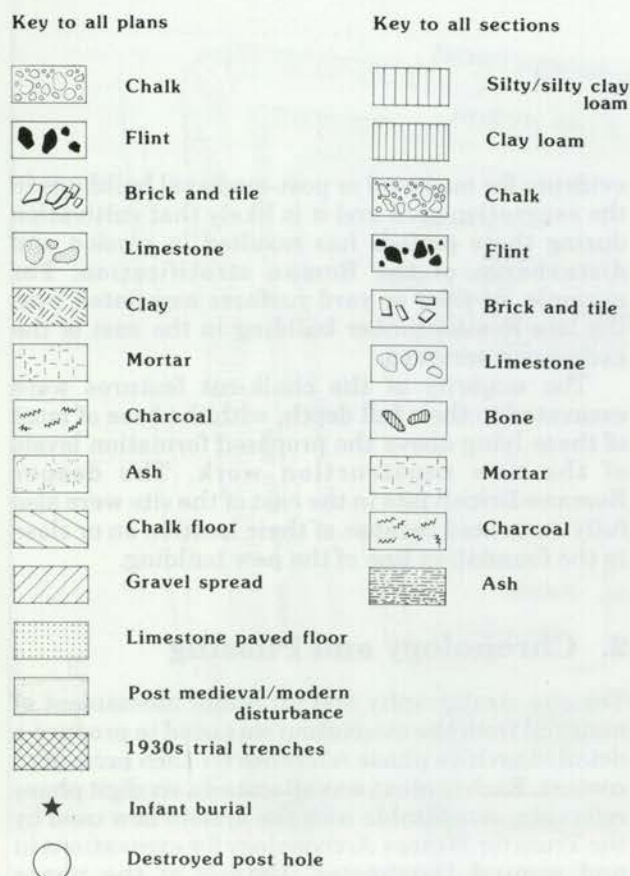 Key to all plans
Chalk
Flint
Brick and tile
Limestone
Clay
Mortar
Charcoal
Ash
Chalk floor
Gravel spread
Limestone paved floor
Post medieval/modern
disturbance
1930s trial trenches
Infant burial
Destroyed post hole
Key to all sections
Silty/silty clay
loam
Clay loam
Chalk
Flint
Brick and tile
Limestone
Bone
Mortar
Charcoal
Ash